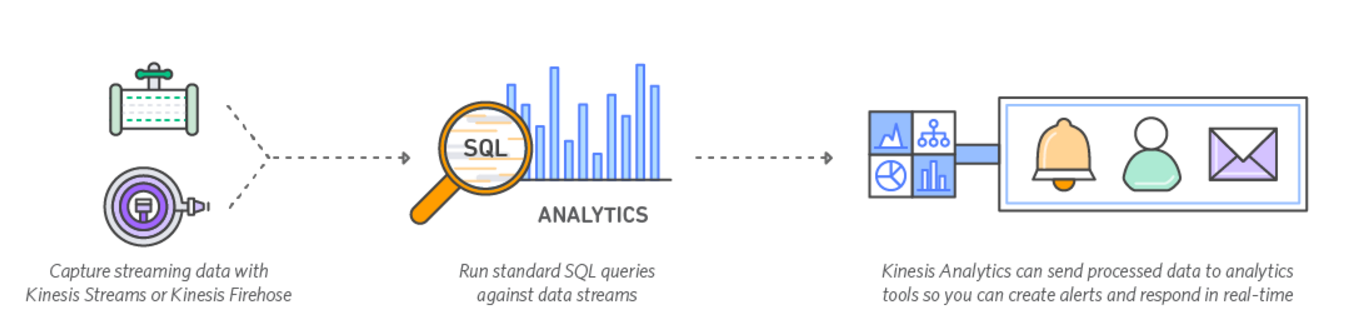 SQL
ANALYTICS
Capture streaming data with
Kinesis Streams or Kinesis Firehose
Run standard SQL queries
against data streams
Kinesis Analytics can send processed data to analytics
tools so you can create alerts and respond in real-time